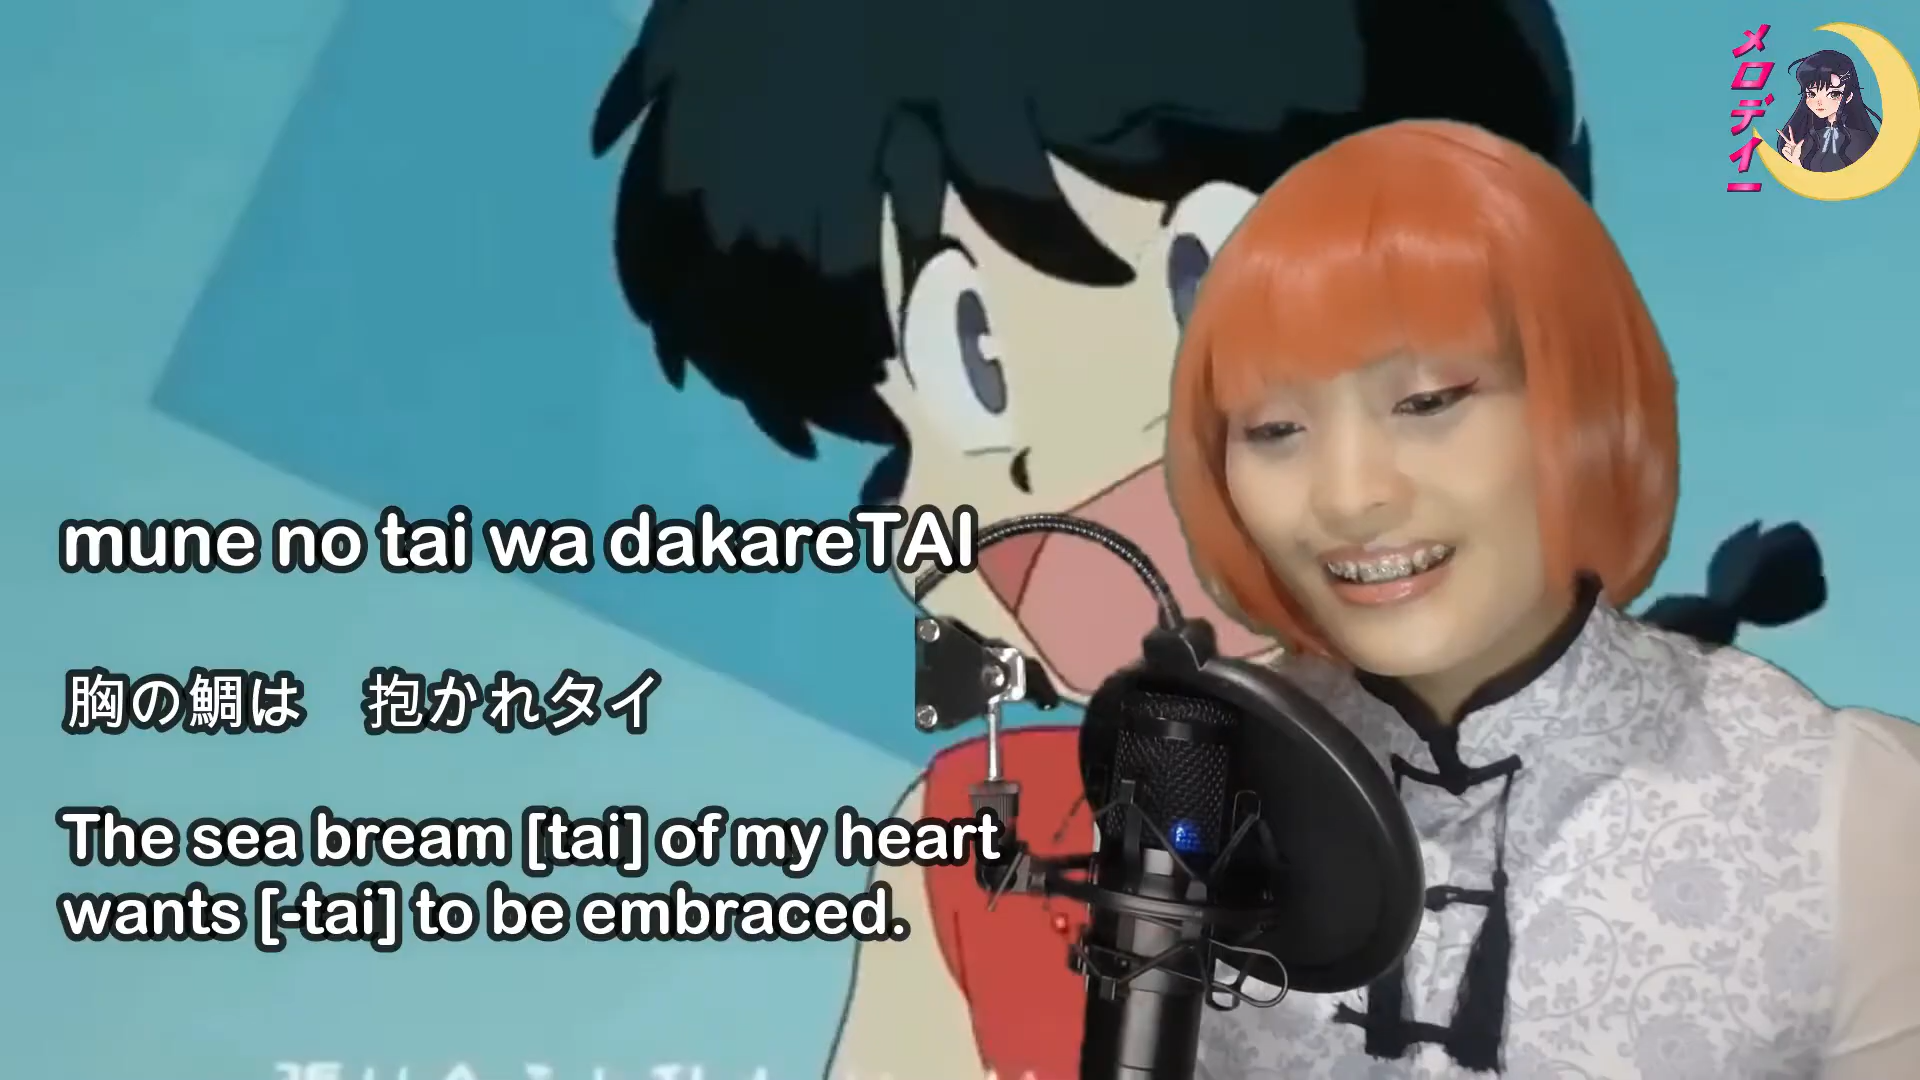 メロディー
mune no tai wa dakareTAI
胸の鯛は　抱かれタイ
The sea bream [tai] of my heart
wants [-tai] to be embraced.